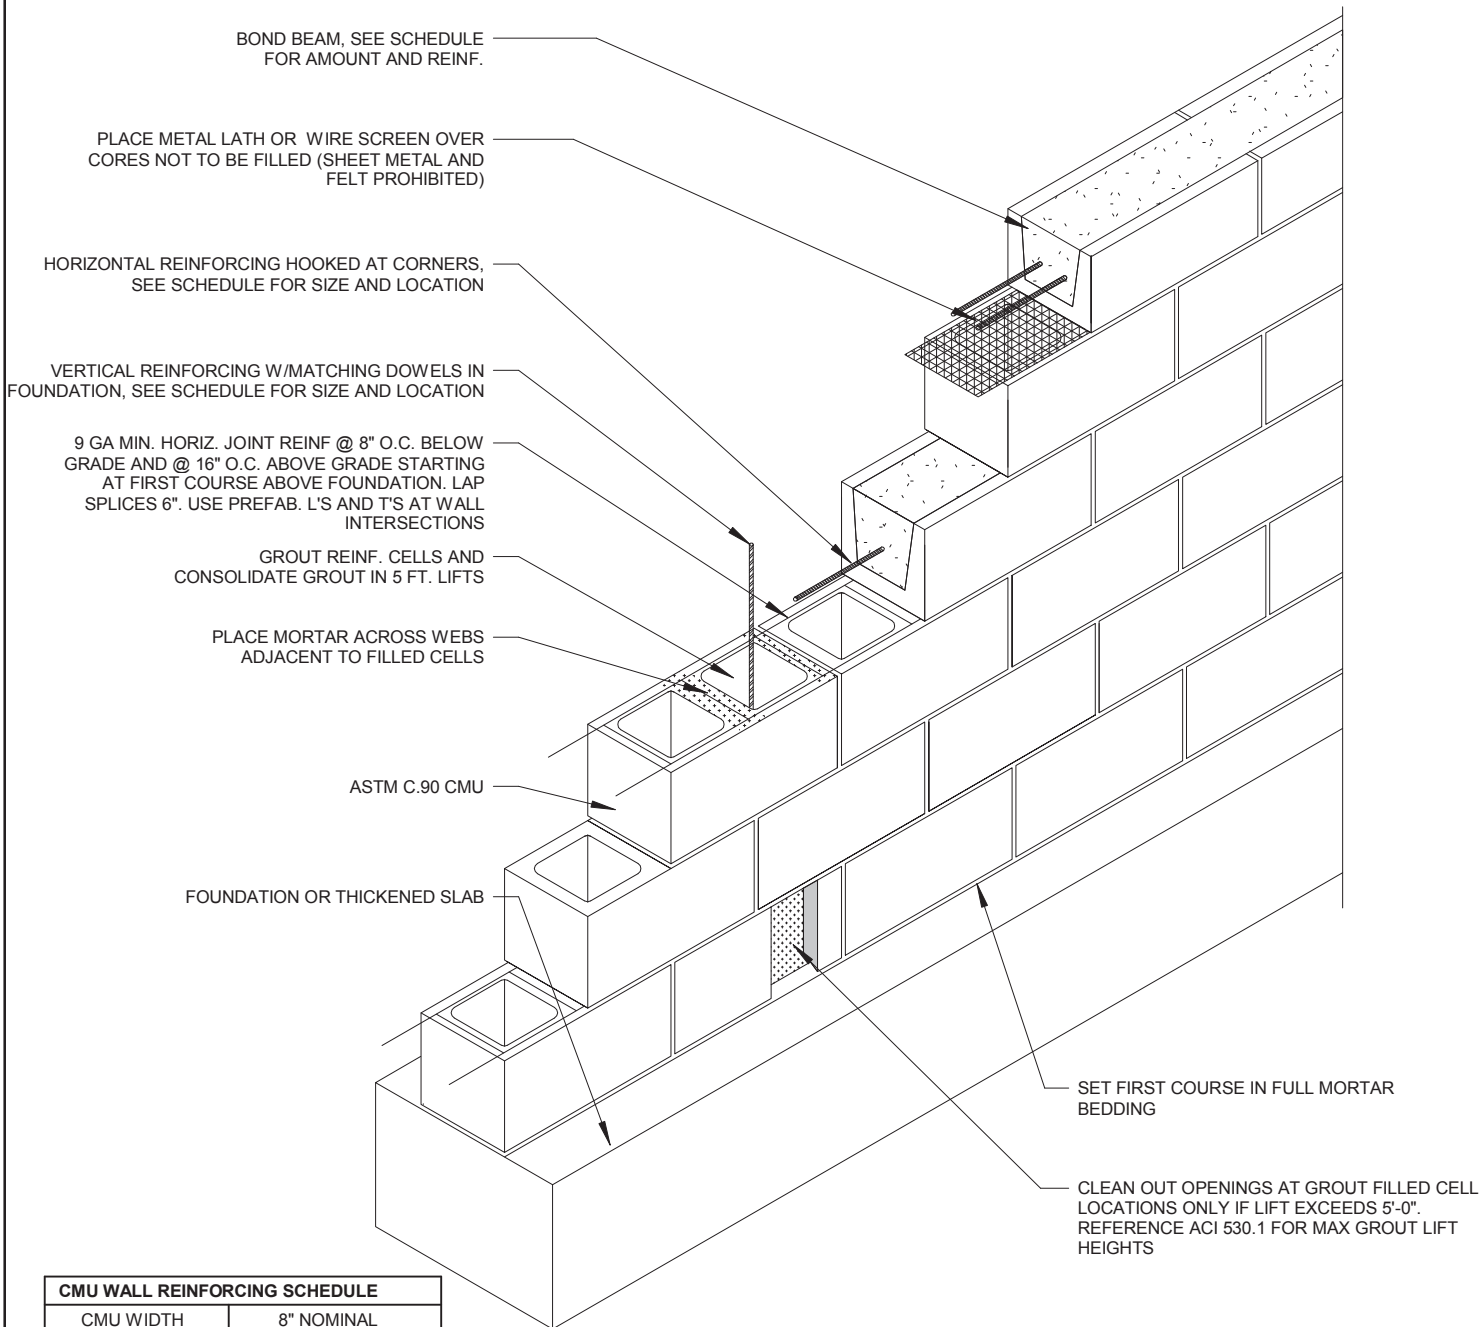 BOND BEAM, SEE SCHEDULE
FOR AMOUNT AND REINF.
PLACE METAL LATH OR WIRE SCREEN OVER
CORES NOT TO BE FILLED (SHEET METAL AND
FELT PROHIBITED)
HORIZONTAL REINFORCING HOOKED AT CORNERS,
SEE SCHEDULE FOR SIZE AND LOCATION
VERTICAL REINFORCING W/MATCHING DOWELS IN
FOUNDATION, SEE SCHEDULE FOR SIZE AND LOCATION
9 GA MIN. HORIZ. JOINT REINF @ 8" O.C. BELOW
GRADE AND @ 16" O.C. ABOVE GRADE STARTING
AT FIRST COURSE ABOVE FOUNDATION. LAP
SPLICES 6". USE PREFAB. L'S AND T'S AT WALL
INTERSECTIONS
GROUT REINF. CELLS AND
CONSOLIDATE GROUT IN 5 FT. LIFTS
PLACE MORTAR ACROSS WEBS
ADJACENT TO FILLED CELLS
ASTM C.90 CMU
FOUNDATION OR THICKENED SLAB
SET FIRST COURSE IN FULL MORTAR
BEDDING
CLEAN OUT OPENINGS AT GROUT FILLED CELL
LOCATIONS ONLY IF LIFT EXCEEDS 5'-0".
REFERENCE ACI 530.1 FOR MAX GROUT LIFT
HEIGHTS
CMU WALL REINFORCING SCHEDULE
CMU WIDTH 8" NOMINAL